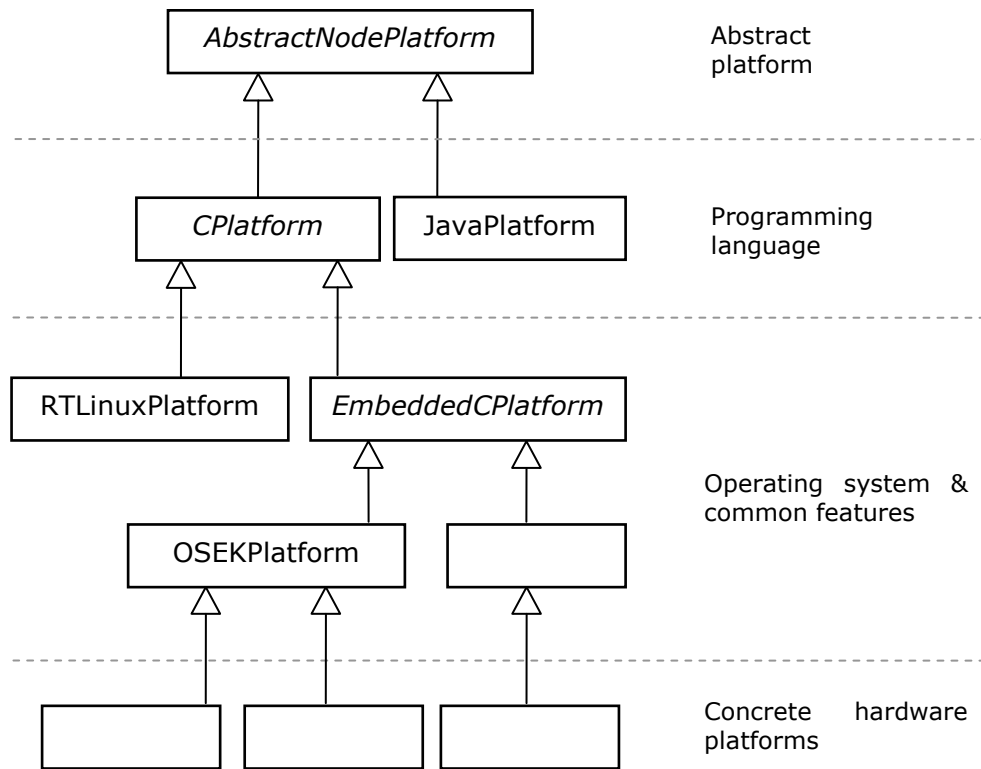 AbstractNodePlatform
Abstract
platform
CPlatform
JavaPlatform
Programming
language
RTLinuxPlatform
EmbeddedCPlatform
Operating system &
common features
OSEKPlatform
Concrete hardware
platforms